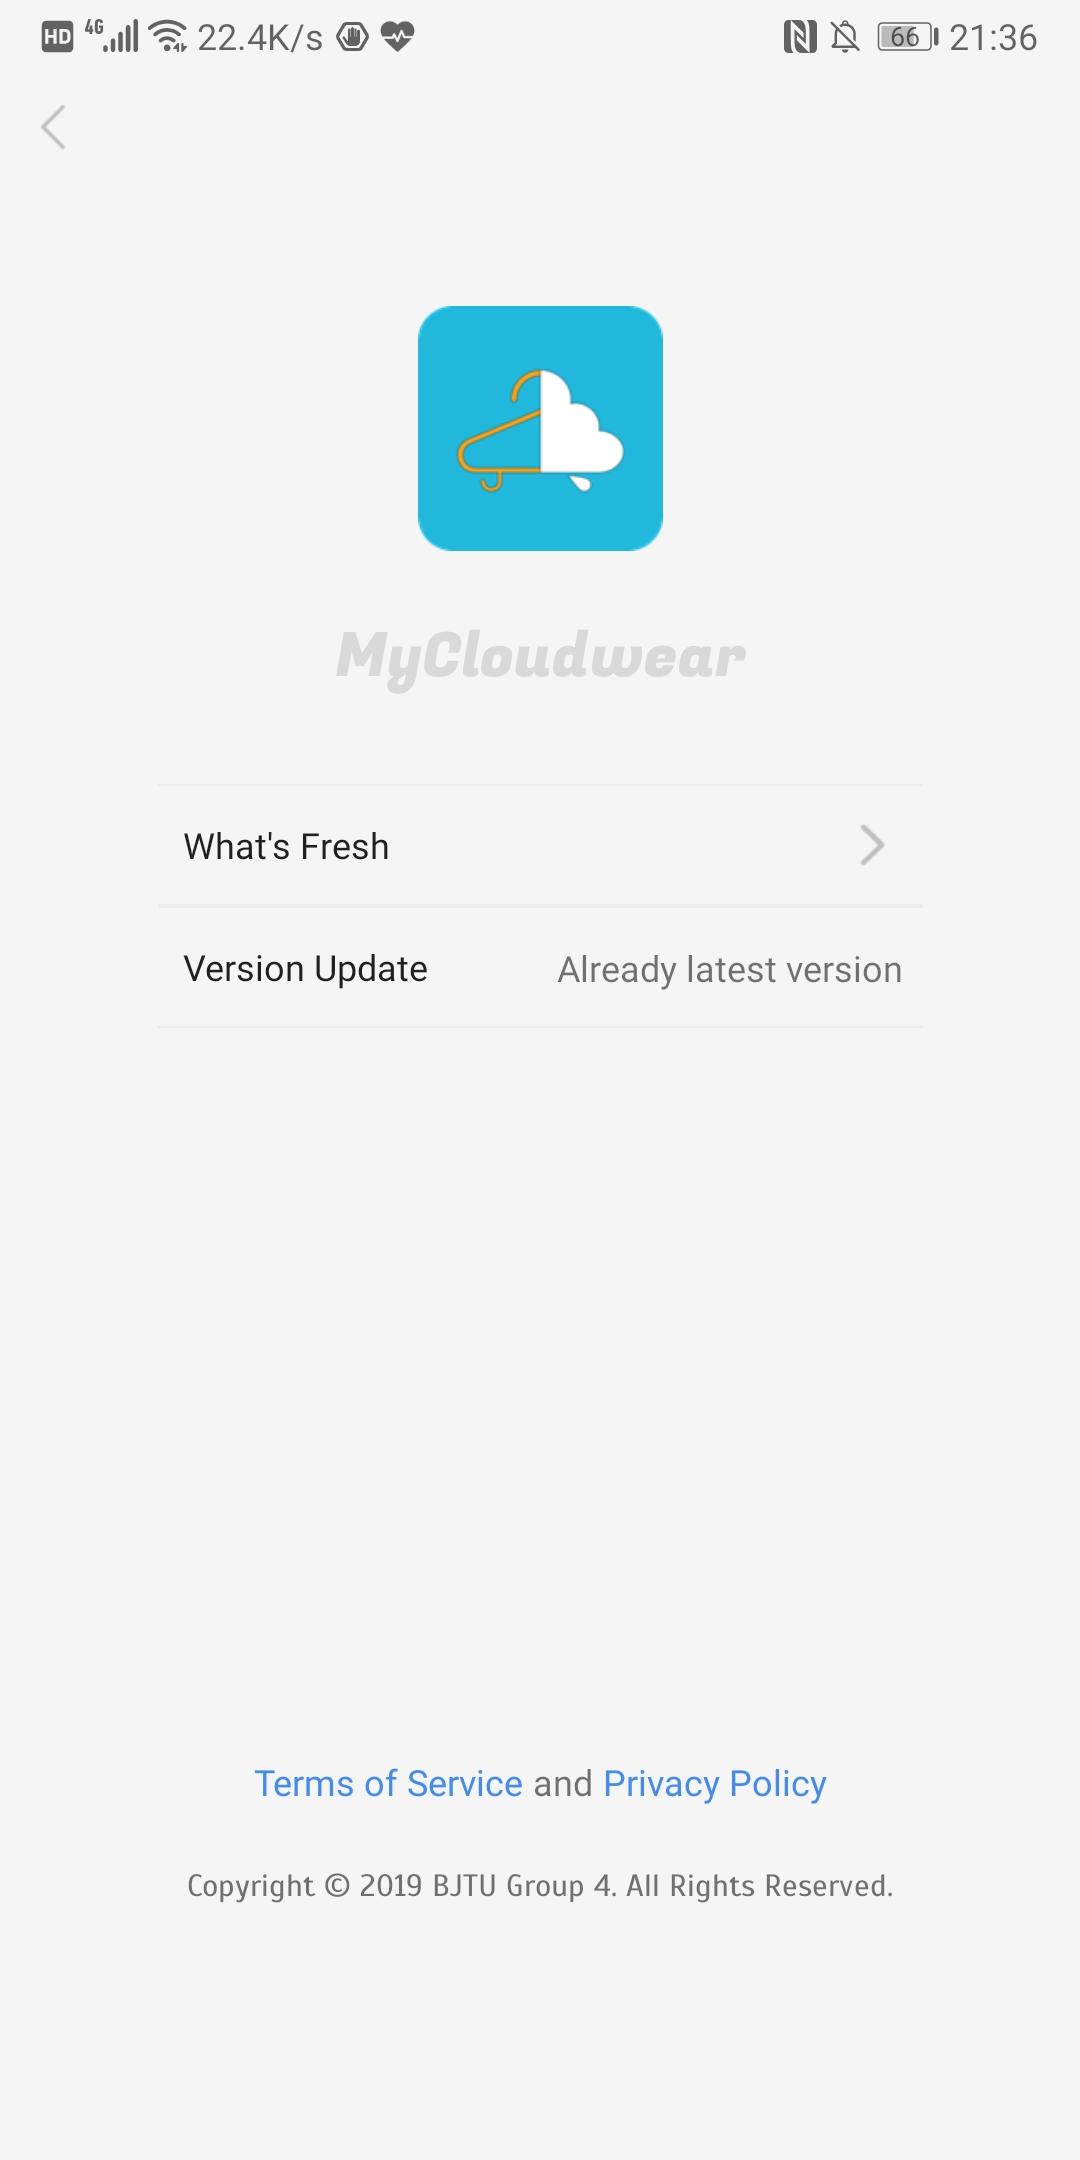 HD 4G 22.4K/s 66 21:36
MyCloudwear
What's Fresh
Version Update Already latest version
Terms of Service and Privacy Policy
Copyright © 2019 BJTU Group 4. All Rights Reserved.